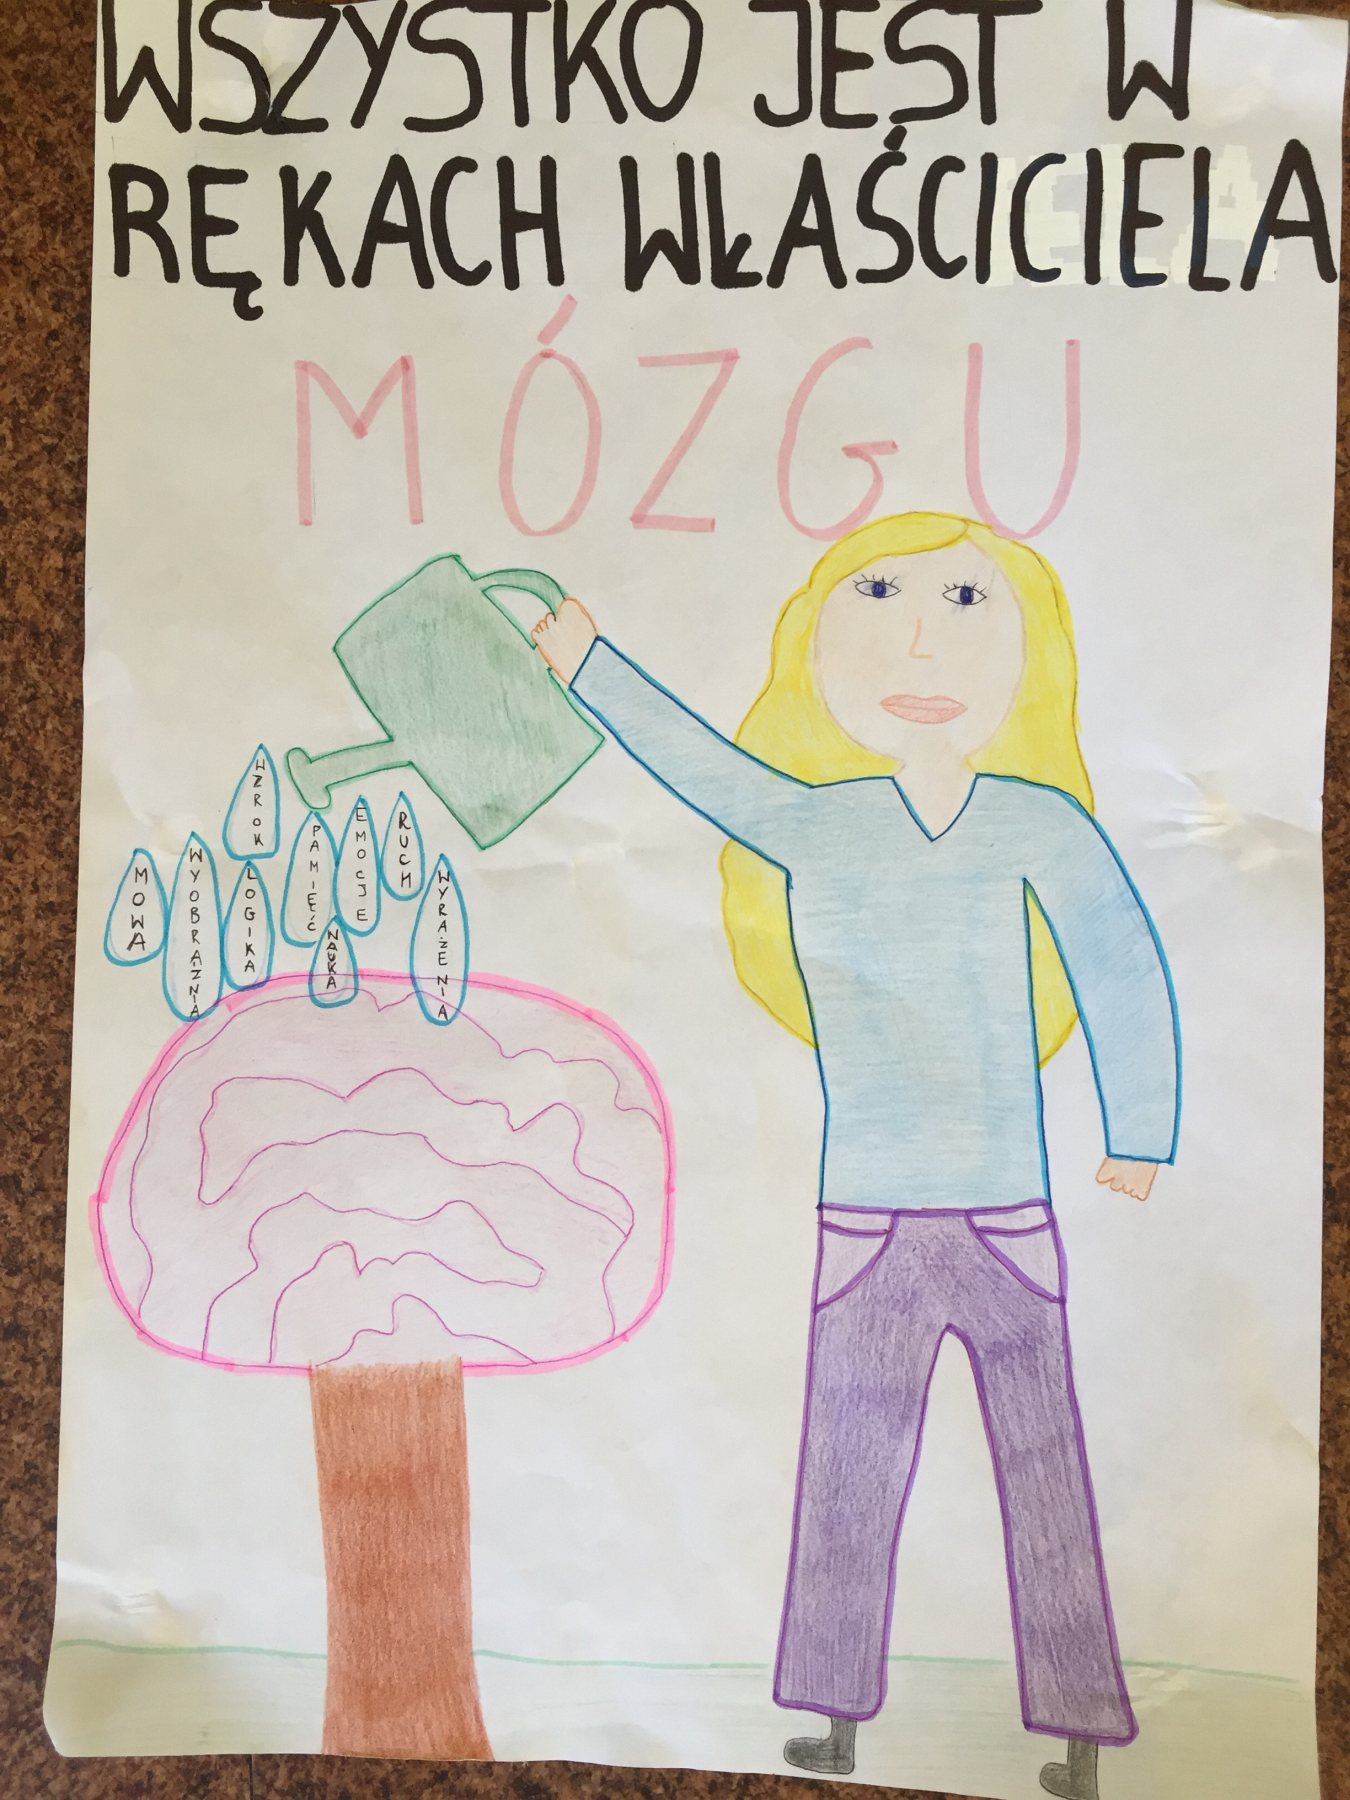 WSZYSTKO JEST W
RĘKACH WŁAŚCICIELA
MÓZGU
WZROK
MOWA
WYOBRAŹNIA
LOGIKA
PAMIĘĆ
EMOCJE
RUCH
NAUKA
WYRAŻENIA